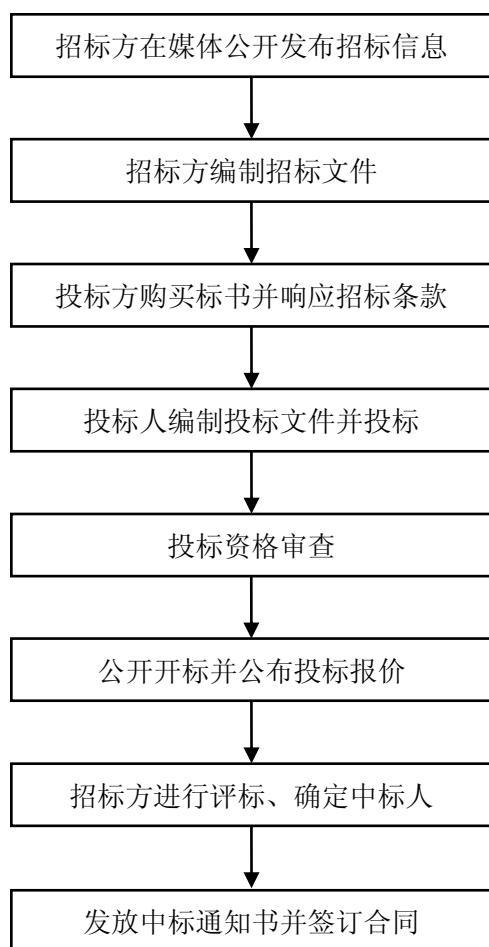 招标方在媒体公开发布招标信息
招标方编制招标文件
投标方购买标书并响应招标条款
投标人编制投标文件并投标
投标资格审查
公开开标并公布投标报价
招标方进行评标、确定中标人
发放中标通知书并签订合同